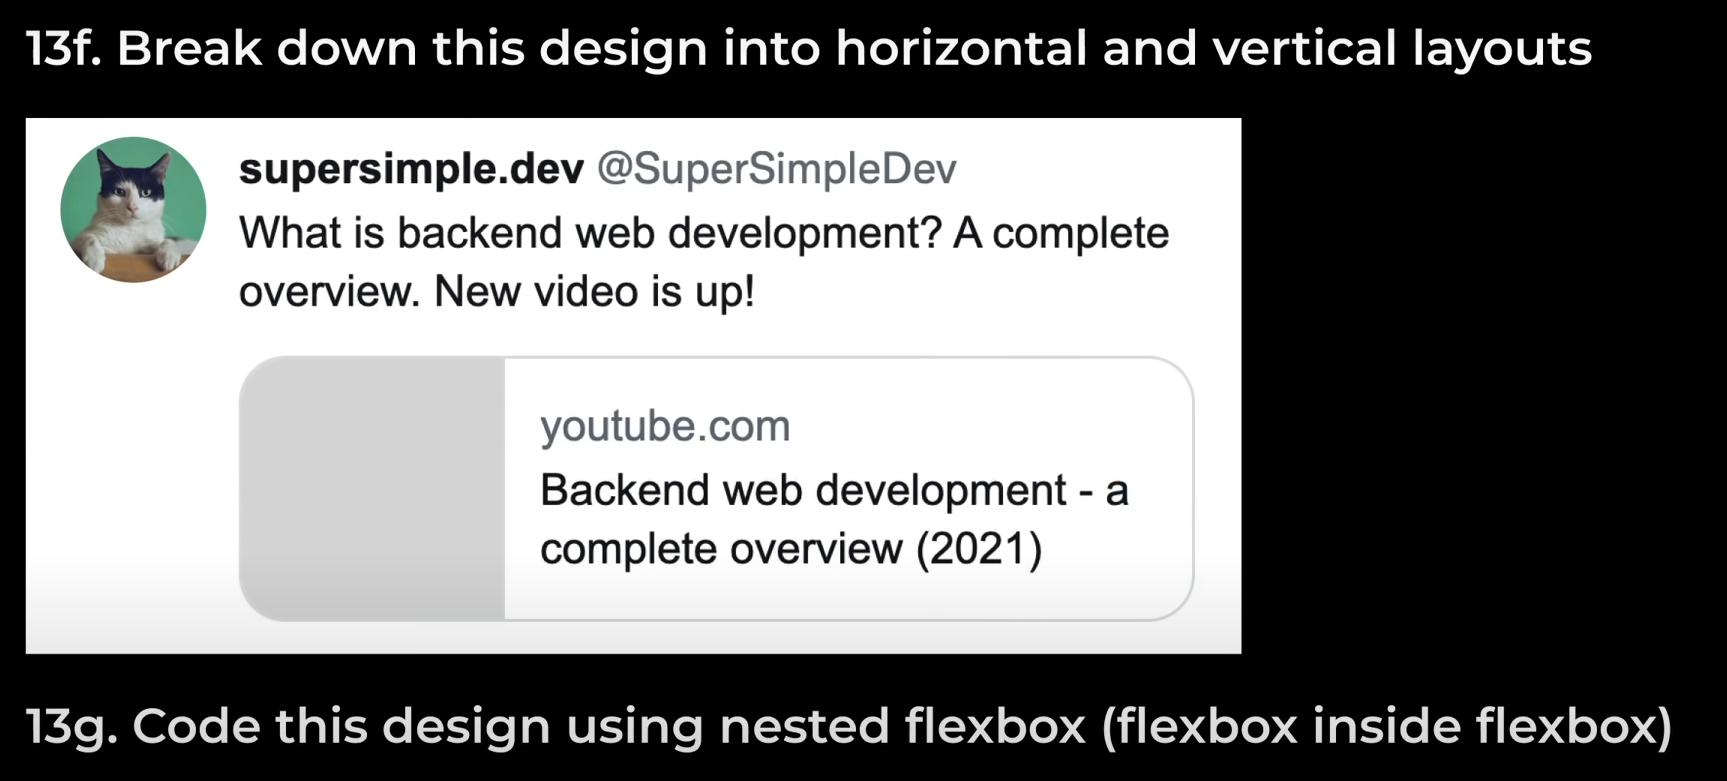 13f. Break down this design into horizontal and vertical layouts
supersimple.dev @SuperSimpleDev
What is backend web development? A complete
overview. New video is up!
youtube.com
Backend web development - a
complete overview (2021)
13g. Code this design using nested flexbox (flexbox inside flexbox)